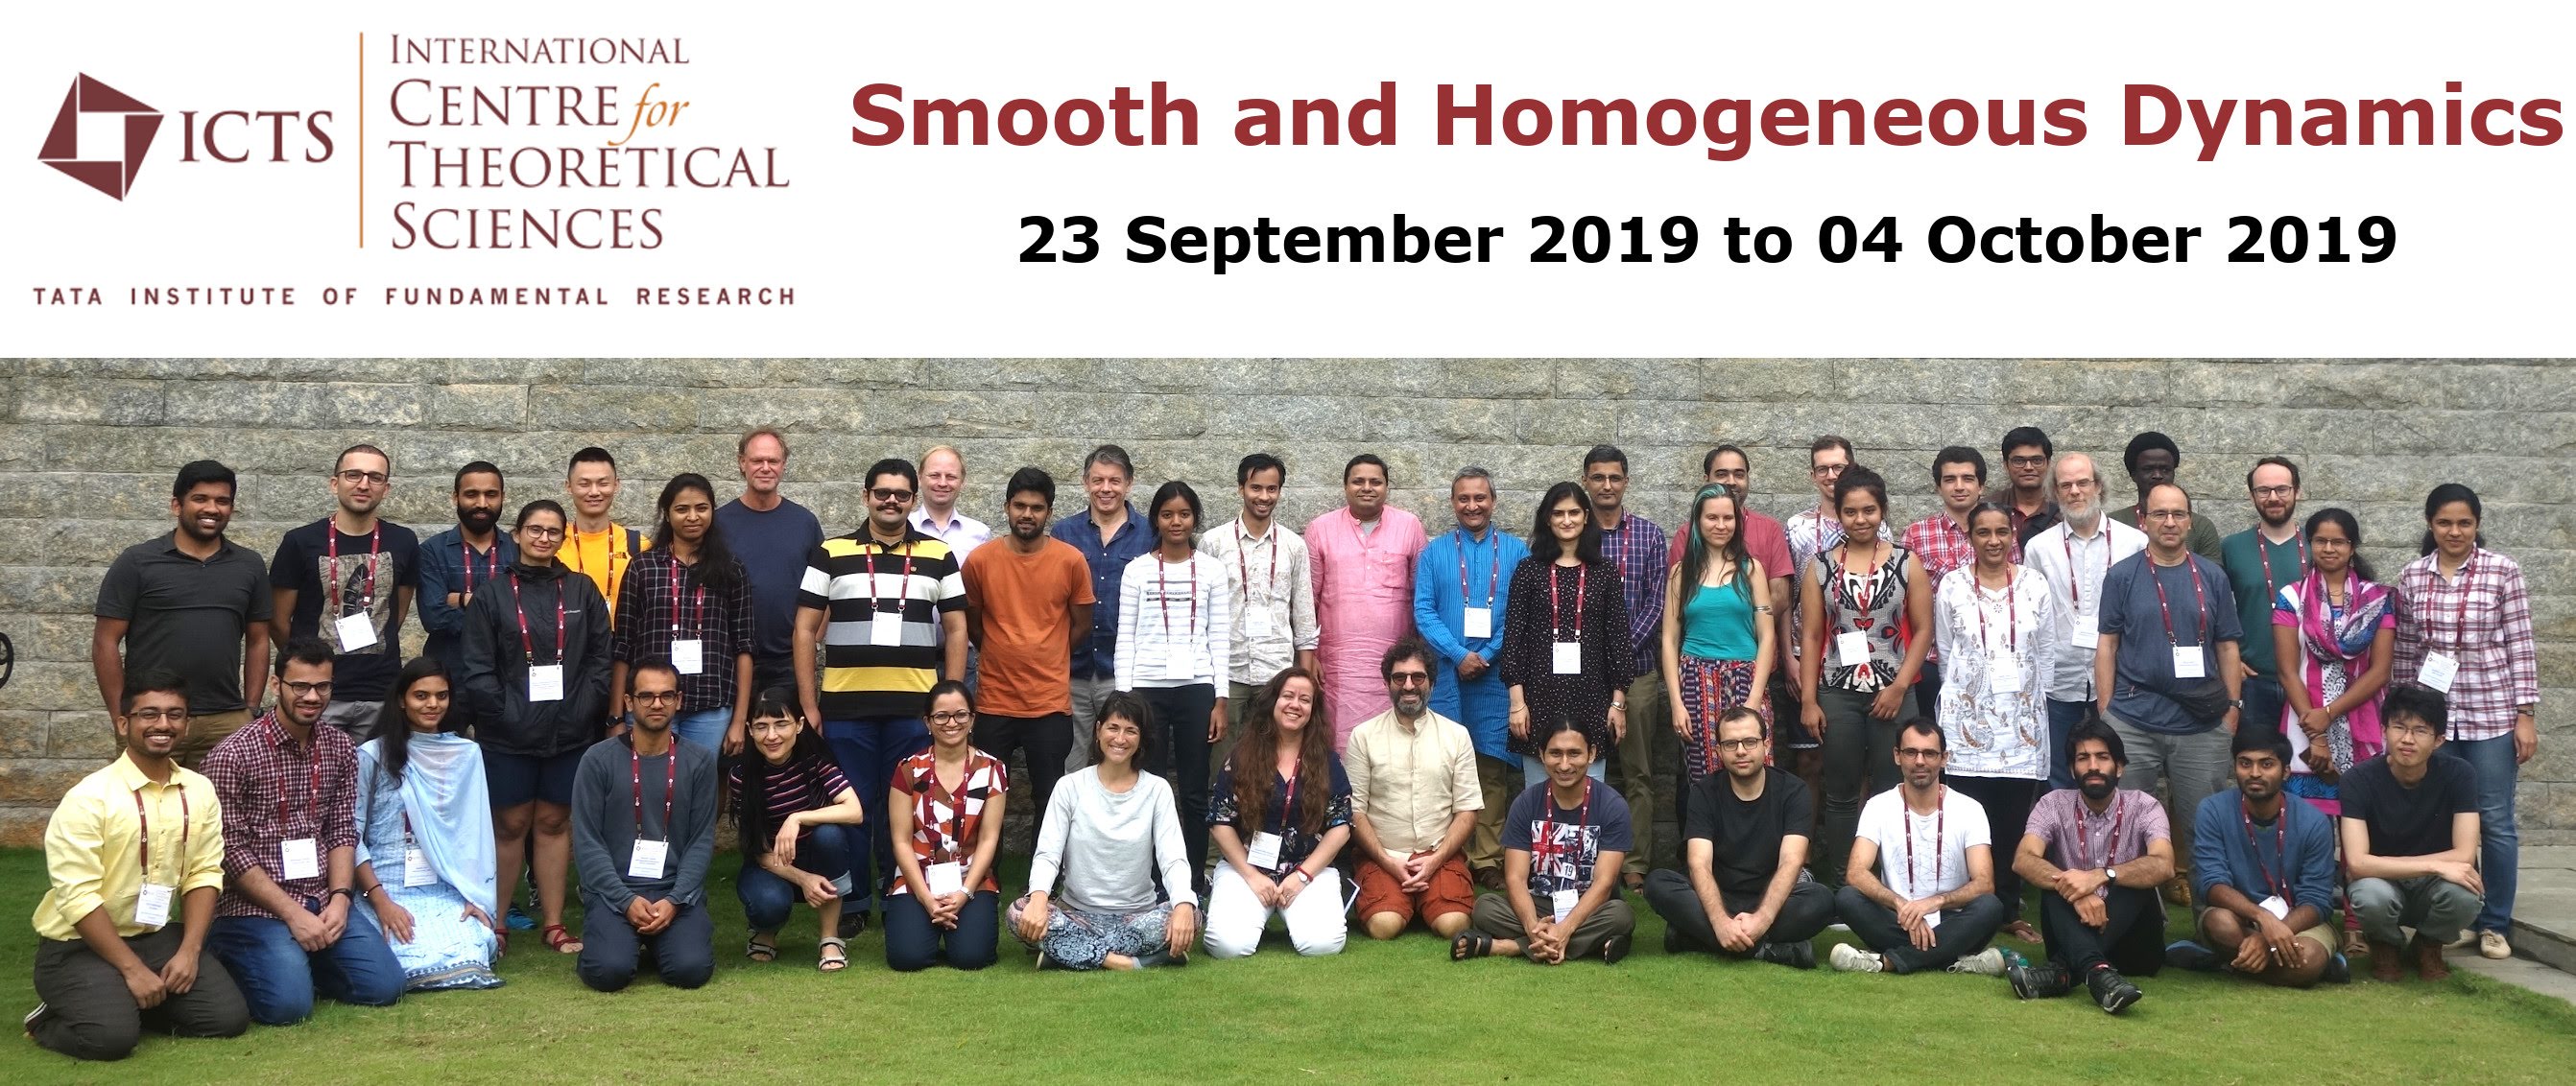 ICTS
INTERNATIONAL
CENTRE for
THEORETICAL
SCIENCES
TATA INSTITUTE OF FUNDAMENTAL RESEARCH
Smooth and Homogeneous Dynamics
23 September 2019 to 04 October 2019